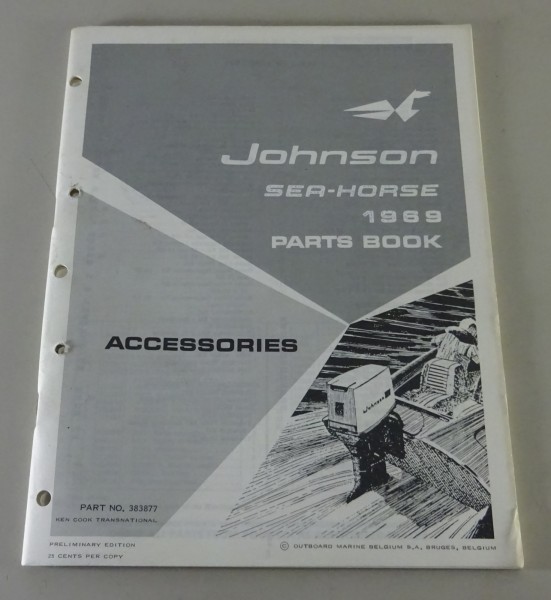 Johnson
SEA-HORSE
1969
PARTS BOOK
ACCESSORIES
Johnson
PART NO, 383877
KEN COOK TRANSNATIONAL
PRELIMINARY EDITION
25 CENTS PER COPY
© OUTBOARD MARINE BELGIUM S.A, BRUGES, BELGIUM